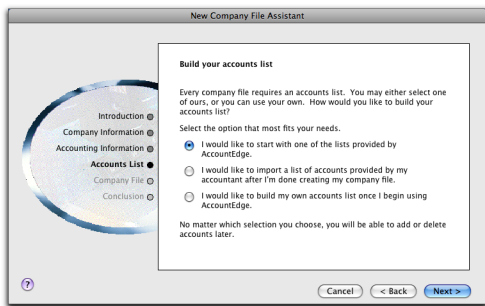 New Company File Assistant
Introduction
Company Information
Accounting Information
Accounts List
Company File
Conclusion
Build your accounts list
Every company file requires an accounts list. You may either select one
of ours, or you can use your own. How would you like to build your
accounts list?
Select the option that most fits your needs.
I would like to start with one of the lists provided by
AccountEdge.
I would like to import a list of accounts provided by my
accountant after I'm done creating my company file.
I would like to build my own accounts list once I begin using
AccountEdge.
No matter which selection you choose, you will be able to add or delete
accounts later.
?
Cancel
< Back
Next >